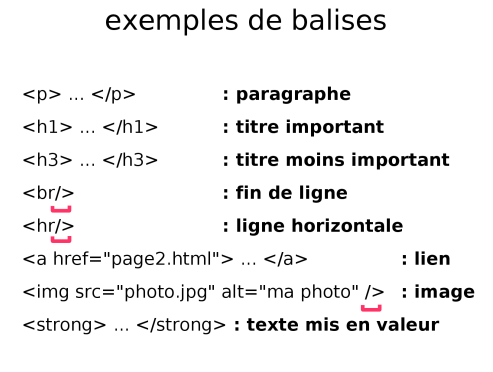 exemples de balises
<p> ... </p> : paragraphe
<h1> ... </h1> : titre important
<h3> ... </h3> : titre moins important
<br/> : fin de ligne
<hr/> : ligne horizontale
<a href="page2.html"> ... </a> : lien
<img src="photo.jpg" alt="ma photo" /> : image
<strong> ... </strong> : texte mis en valeur